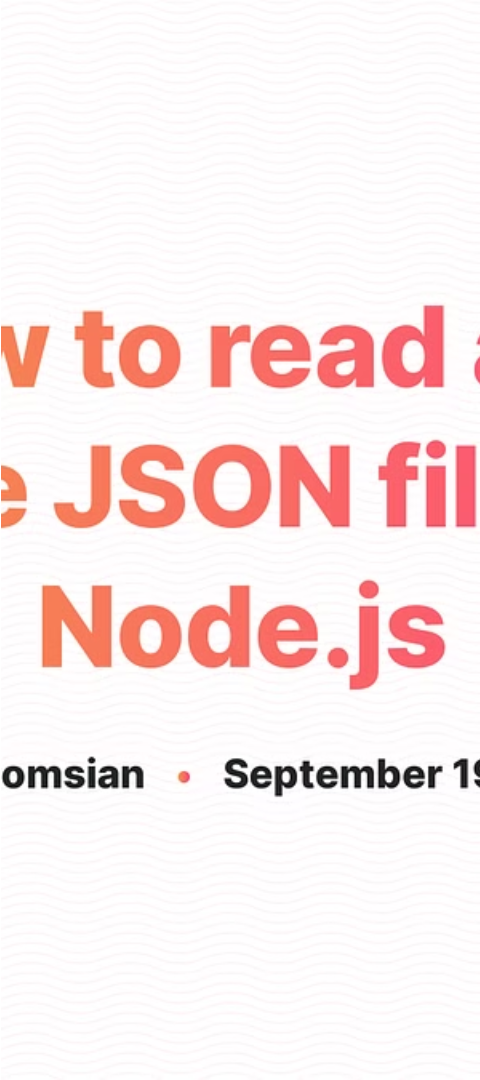 w to read a
e JSON fil
Node.js
omsian • September 19